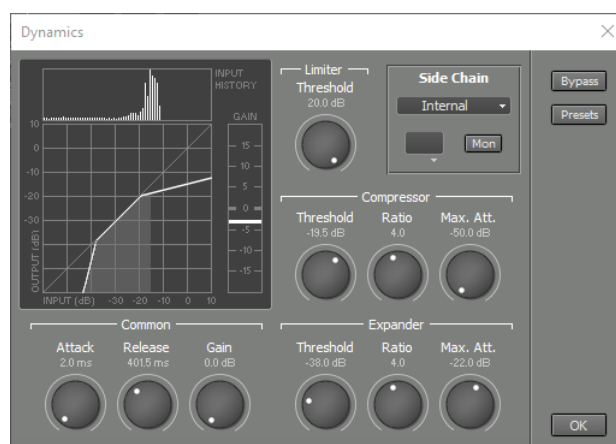 Dynamics
INPUT
HISTORY
GAIN
10
0
-10
-20
-30
OUTPUT (dB)
INPUT (dB) -30 -20 -10 0 10
15
10
5
0
-5
-10
-15
Limiter
Threshold
20.0 dB
Side Chain
Internal
Mon
Bypass
Presets
Compressor
Threshold Ratio Max. Att.
-19.5 dB 4.0 -50.0 dB
Common
Attack Release Gain
2.0 ms 401.5 ms 0.0 dB
Expander
Threshold Ratio Max. Att.
-38.0 dB 4.0 -22.0 dB
OK